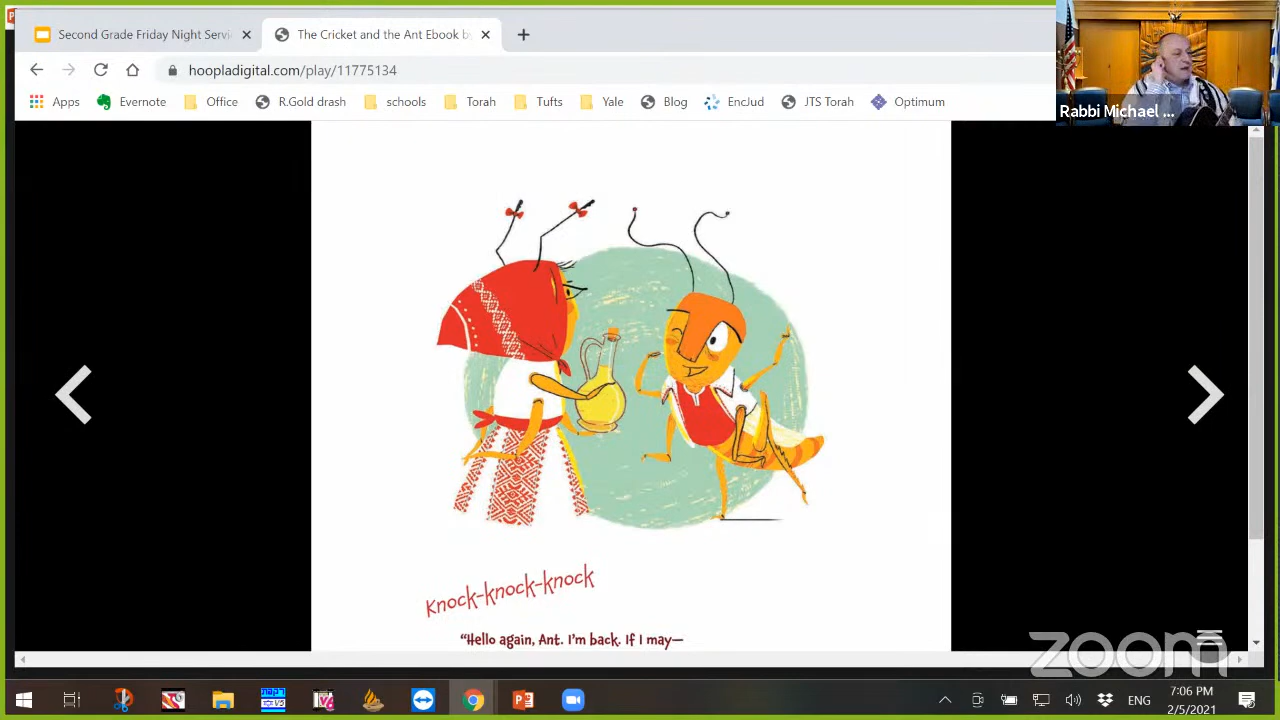 Second Grade Friday Night Servi
The Cricket and the Ant Ebook
hoopladigital.com/play/11775134
Apps Evernote Office R.Gold drash schools Torah Tufts Yale Blog EncJud JTS Torah Optimum
Rabbi Michael ...
Knock-knock-knock
"Hello again, Ant. I'm back. If I may—
zoom
ENG
7:06 PM
2/5/2021